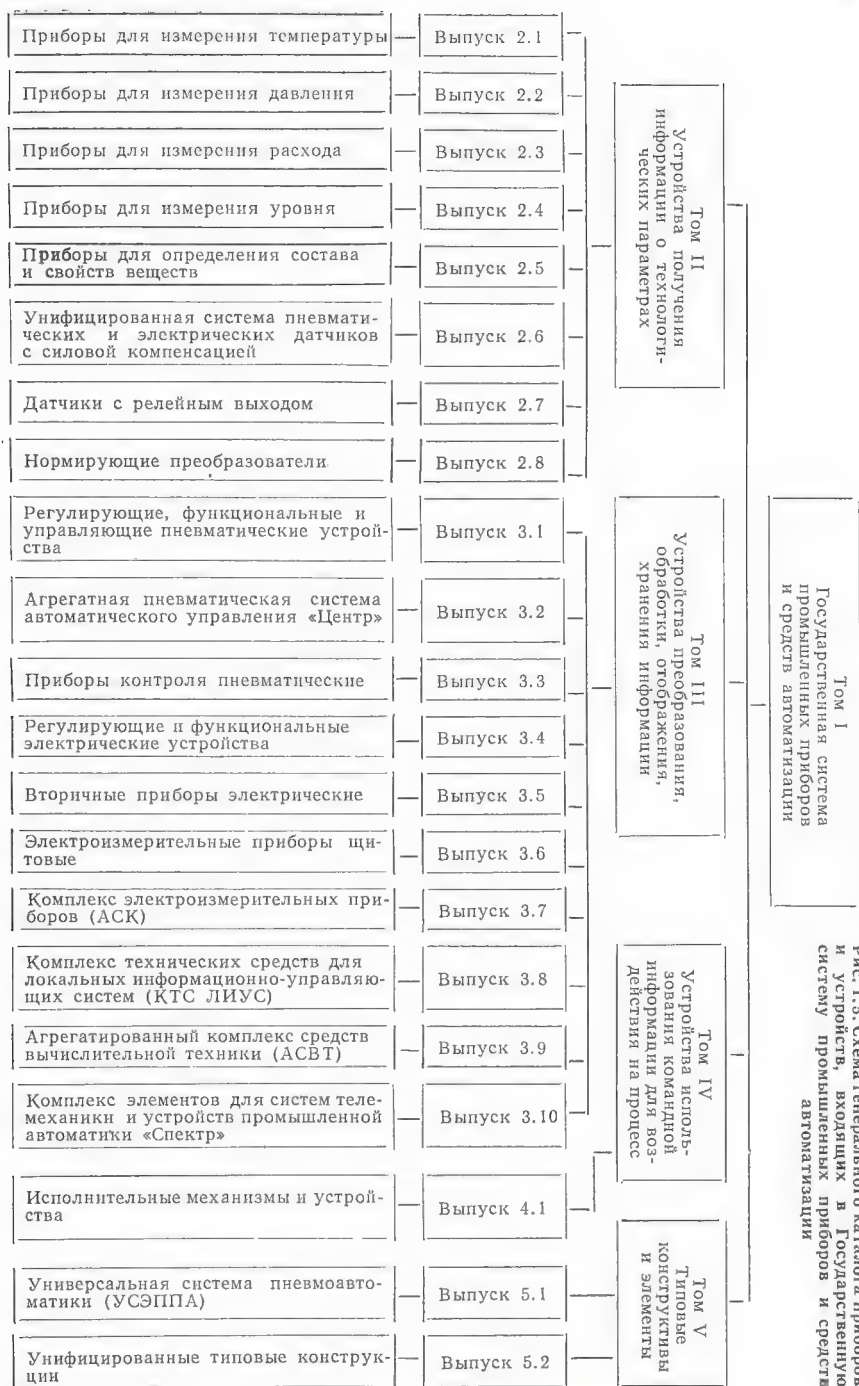 Приборы для измерения температуры
Выпуск 2.1
Приборы для измерения давления
Выпуск 2.2
Приборы для измерения расхода
Выпуск 2.3
Приборы для измерения уровня
Выпуск 2.4
Приборы для определения состава
и свойств веществ
Выпуск 2.5
Унифицированная система пневмати-
ческих и электрических датчиков
с силовой компенсацией
Выпуск 2.6
Датчики с релейным выходом
Выпуск 2.7
Нормирующие преобразователи
Выпуск 2.8
Том II
Устройства получения
информации о технологи-
ческих параметрах
Регулирующие, функциональные и
управляющие пневматические устрой-
ства
Выпуск 3.1
Агрегатная пневматическая система
автоматического управления «Центр»
Выпуск 3.2
Приборы контроля пневматические
Выпуск 3.3
Регулирующие и функциональные
электрические устройства
Выпуск 3.4
Вторичные приборы электрические
Выпуск 3.5
Электроизмерительные приборы щи-
товые
Выпуск 3.6
Комплекс электроизмерительных при-
боров (АСК)
Выпуск 3.7
Комплекс технических средств для
локальных информационно-управляю-
щих систем (КТС ЛИУС)
Выпуск 3.8
Агрегатированный комплекс средств
вычислительной техники (АСВТ)
Выпуск 3.9
Комплекс элементов для систем теле-
механики и устройств промышленной
автоматики «Спектр»
Выпуск 3.10
Том III
Устройства преобразования,
обработки, отображения,
хранения информации
Исполнительные механизмы и устрой-
ства
Выпуск 4.1
Том IV
Устройства исполь-
зования командной
информации для воз-
действия на процесс
Универсальная система пневмоавто-
матики (УСЭППА)
Выпуск 5.1
Унифицированные типовые конструк-
ции
Выпуск 5.2
Том V
Типовые
конструктивы
и элементы
Том I
Государственная система
промышленных приборов
и средств автоматизации
Рис. 1.3. Схема Генерального каталога приборов
и устройств, входящих в Государственную
систему промышленных приборов и средств
автоматизации